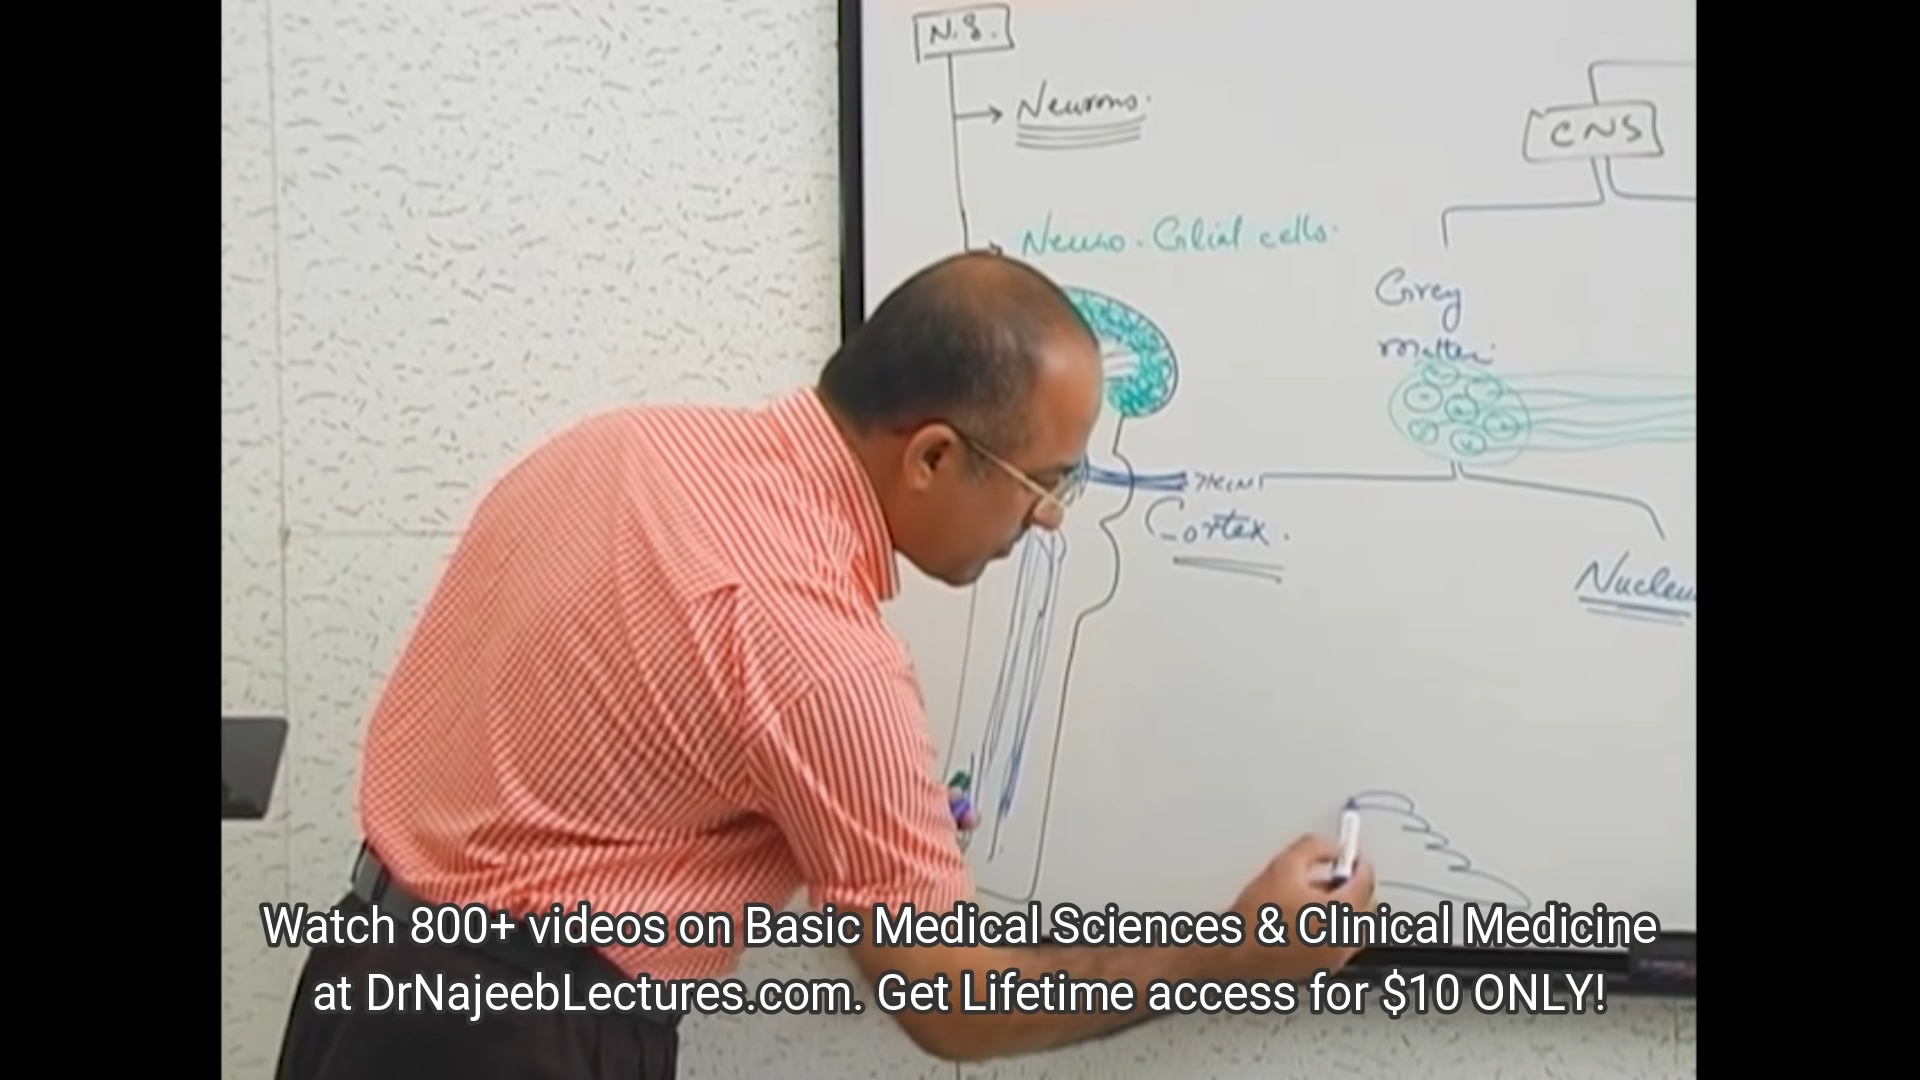 N.S.
Neurons.
Neuro-Glial cells.
CNS
Grey
matter
Cortex.
Watch 800+ videos on Basic Medical Sciences & Clinical Medicine
at DrNajeebLectures.com. Get Lifetime access for $10 ONLY!